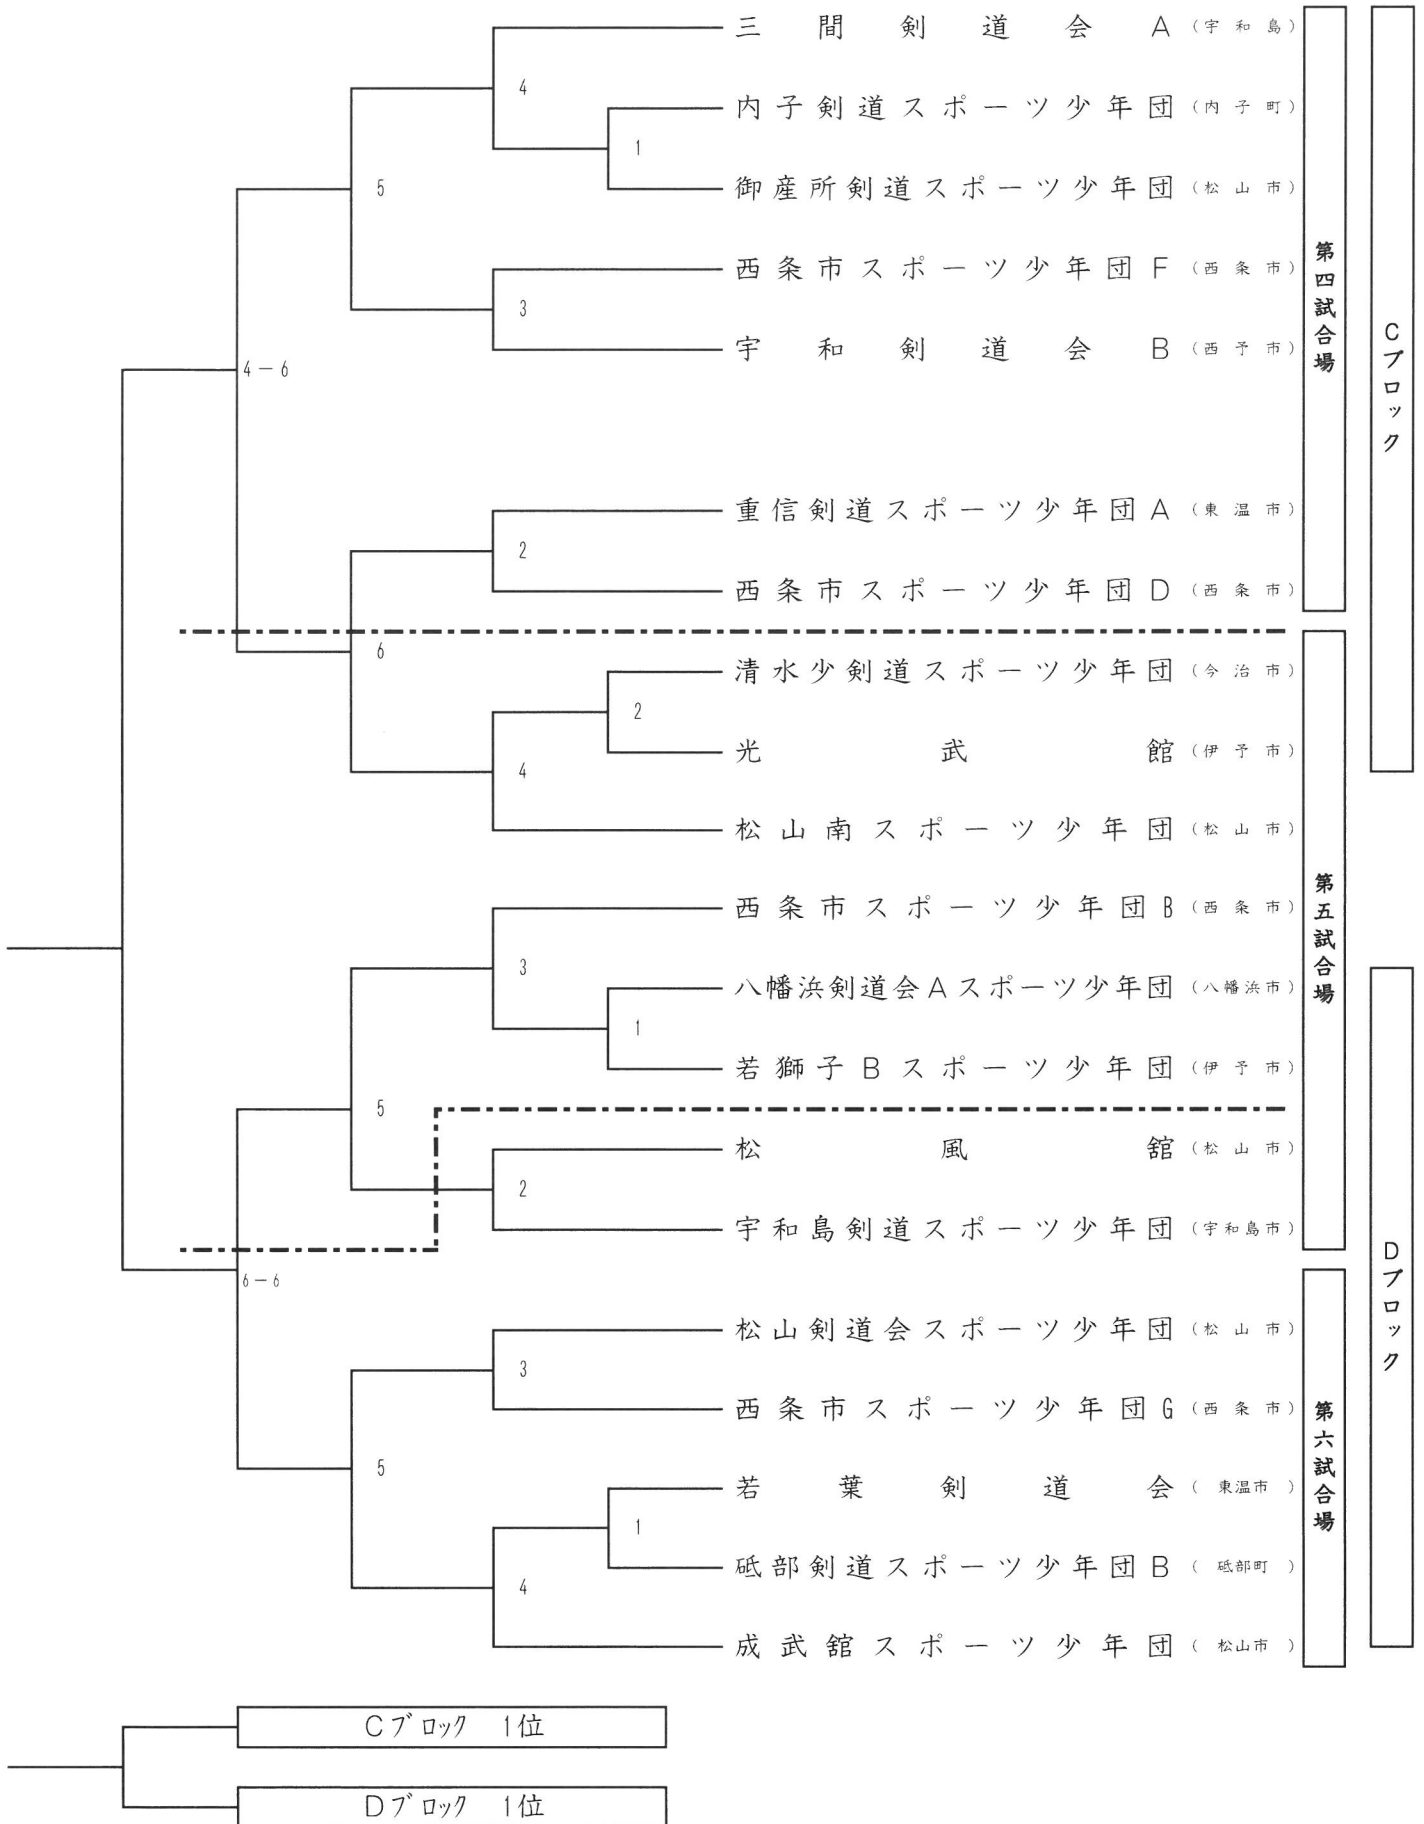 三間剣道会A（宇和島）
4
内子剣道スポーツ少年団（内子町）
1
5
御産所剣道スポーツ少年団（松山市）
西条市スポーツ少年団F（西条市）
3
宇和剣道会B（西予市）
4－6
第四試合場
Cブロック
重信剣道スポーツ少年団A（東温市）
2
西条市スポーツ少年団D（西条市）
6
清水少剣道スポーツ少年団（今治市）
2
光武館（伊予市）
4
松山南スポーツ少年団（松山市）
西条市スポーツ少年団B（西条市）
3
第五試合場
八幡浜剣道会Aスポーツ少年団（八幡浜市）
1
若獅子Bスポーツ少年団（伊予市）
5
松風舘（松山市）
2
宇和島剣道スポーツ少年団（宇和島市）
6－6
Dブロック
松山剣道会スポーツ少年団（松山市）
3
西条市スポーツ少年団G（西条市）
5
第六試合場
若葉剣道会（東温市）
1
砥部剣道スポーツ少年団B（砥部町）
4
成武舘スポーツ少年団（松山市）
Cブロック 1位
Dブロック 1位